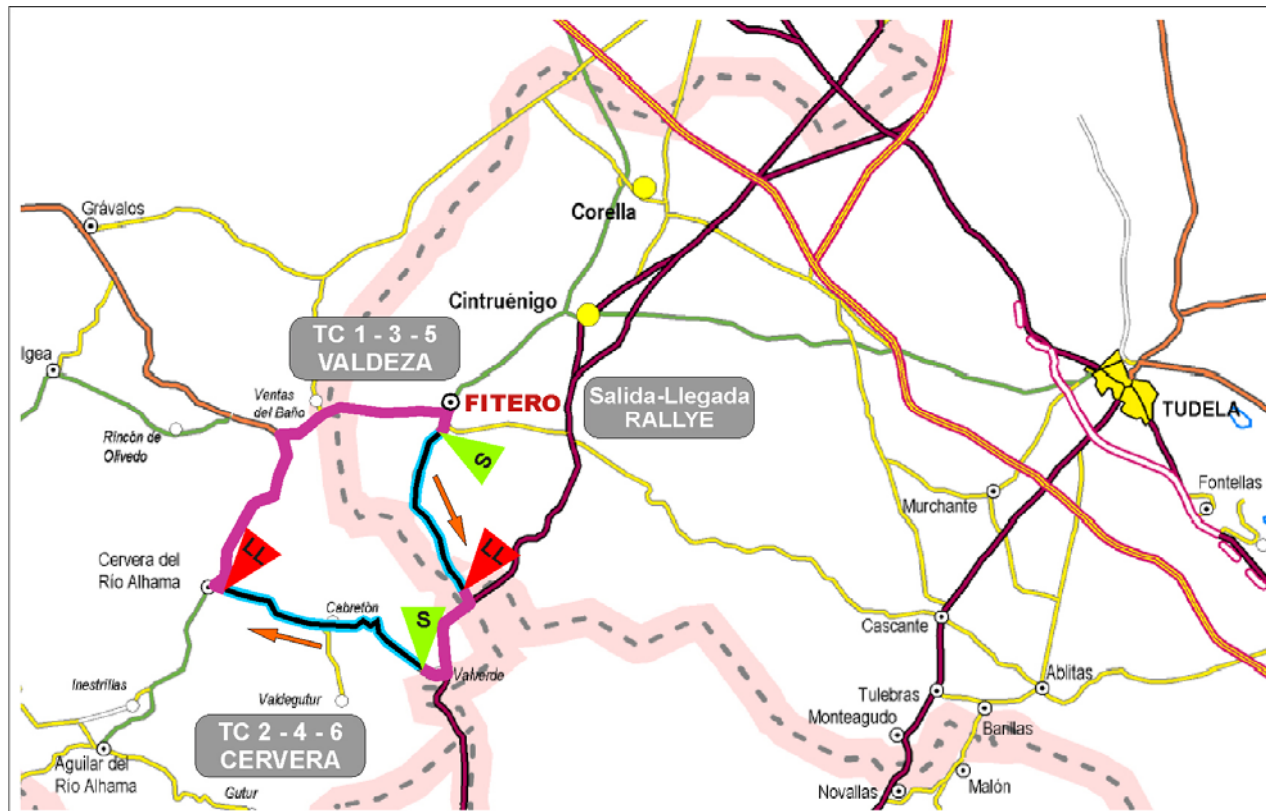 Grávalos
Corella
Cintruénigo
TC 1 - 3 - 5
VALDEZA
Igea
Ventas
del Baño
FITERO
Salida-Llegada
RALLYE
TUDELA
Rincón de
Olivedo
S
Murchante
Fontellas
LL
LL
Cervera del
Río Alhama
Cabretón
S
Cascante
Valverde
Ablitas
Inestrillas
Valdegutur
Tulebras
Monteagudo
Barillas
TC 2 - 4 - 6
CERVERA
Aguilar del
Río Alhama
Malón
Gutur
Novallas